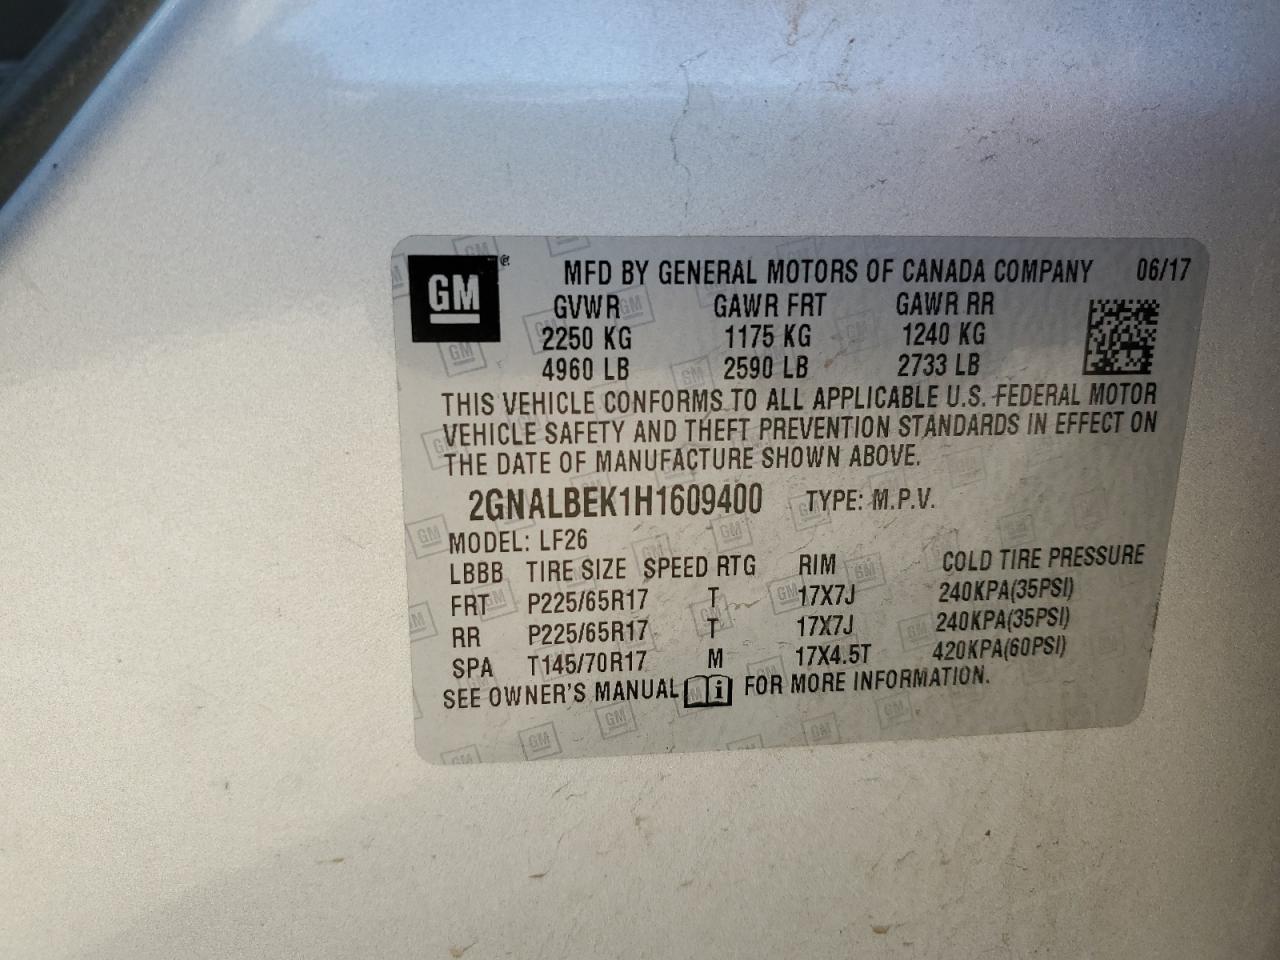 GM
MFD BY GENERAL MOTORS OF CANADA COMPANY 06/17
GVWR GAWR FRT GAWR RR
2250 KG 1175 KG 1240 KG
4960 LB 2590 LB 2733 LB
THIS VEHICLE CONFORMS TO ALL APPLICABLE U.S. FEDERAL MOTOR
VEHICLE SAFETY AND THEFT PREVENTION STANDARDS IN EFFECT ON
THE DATE OF MANUFACTURE SHOWN ABOVE.
2GNALBEK1H1609400 TYPE: M.P.V.
MODEL: LF26
LBBB TIRE SIZE SPEED RTG RIM COLD TIRE PRESSURE
FRT P225/65R17 T 17X7J 240KPA(35PSI)
RR P225/65R17 T 17X7J 240KPA(35PSI)
SPA T145/70R17 M 17X4.5T 420KPA(60PSI)
SEE OWNER'S MANUAL i FOR MORE INFORMATION.